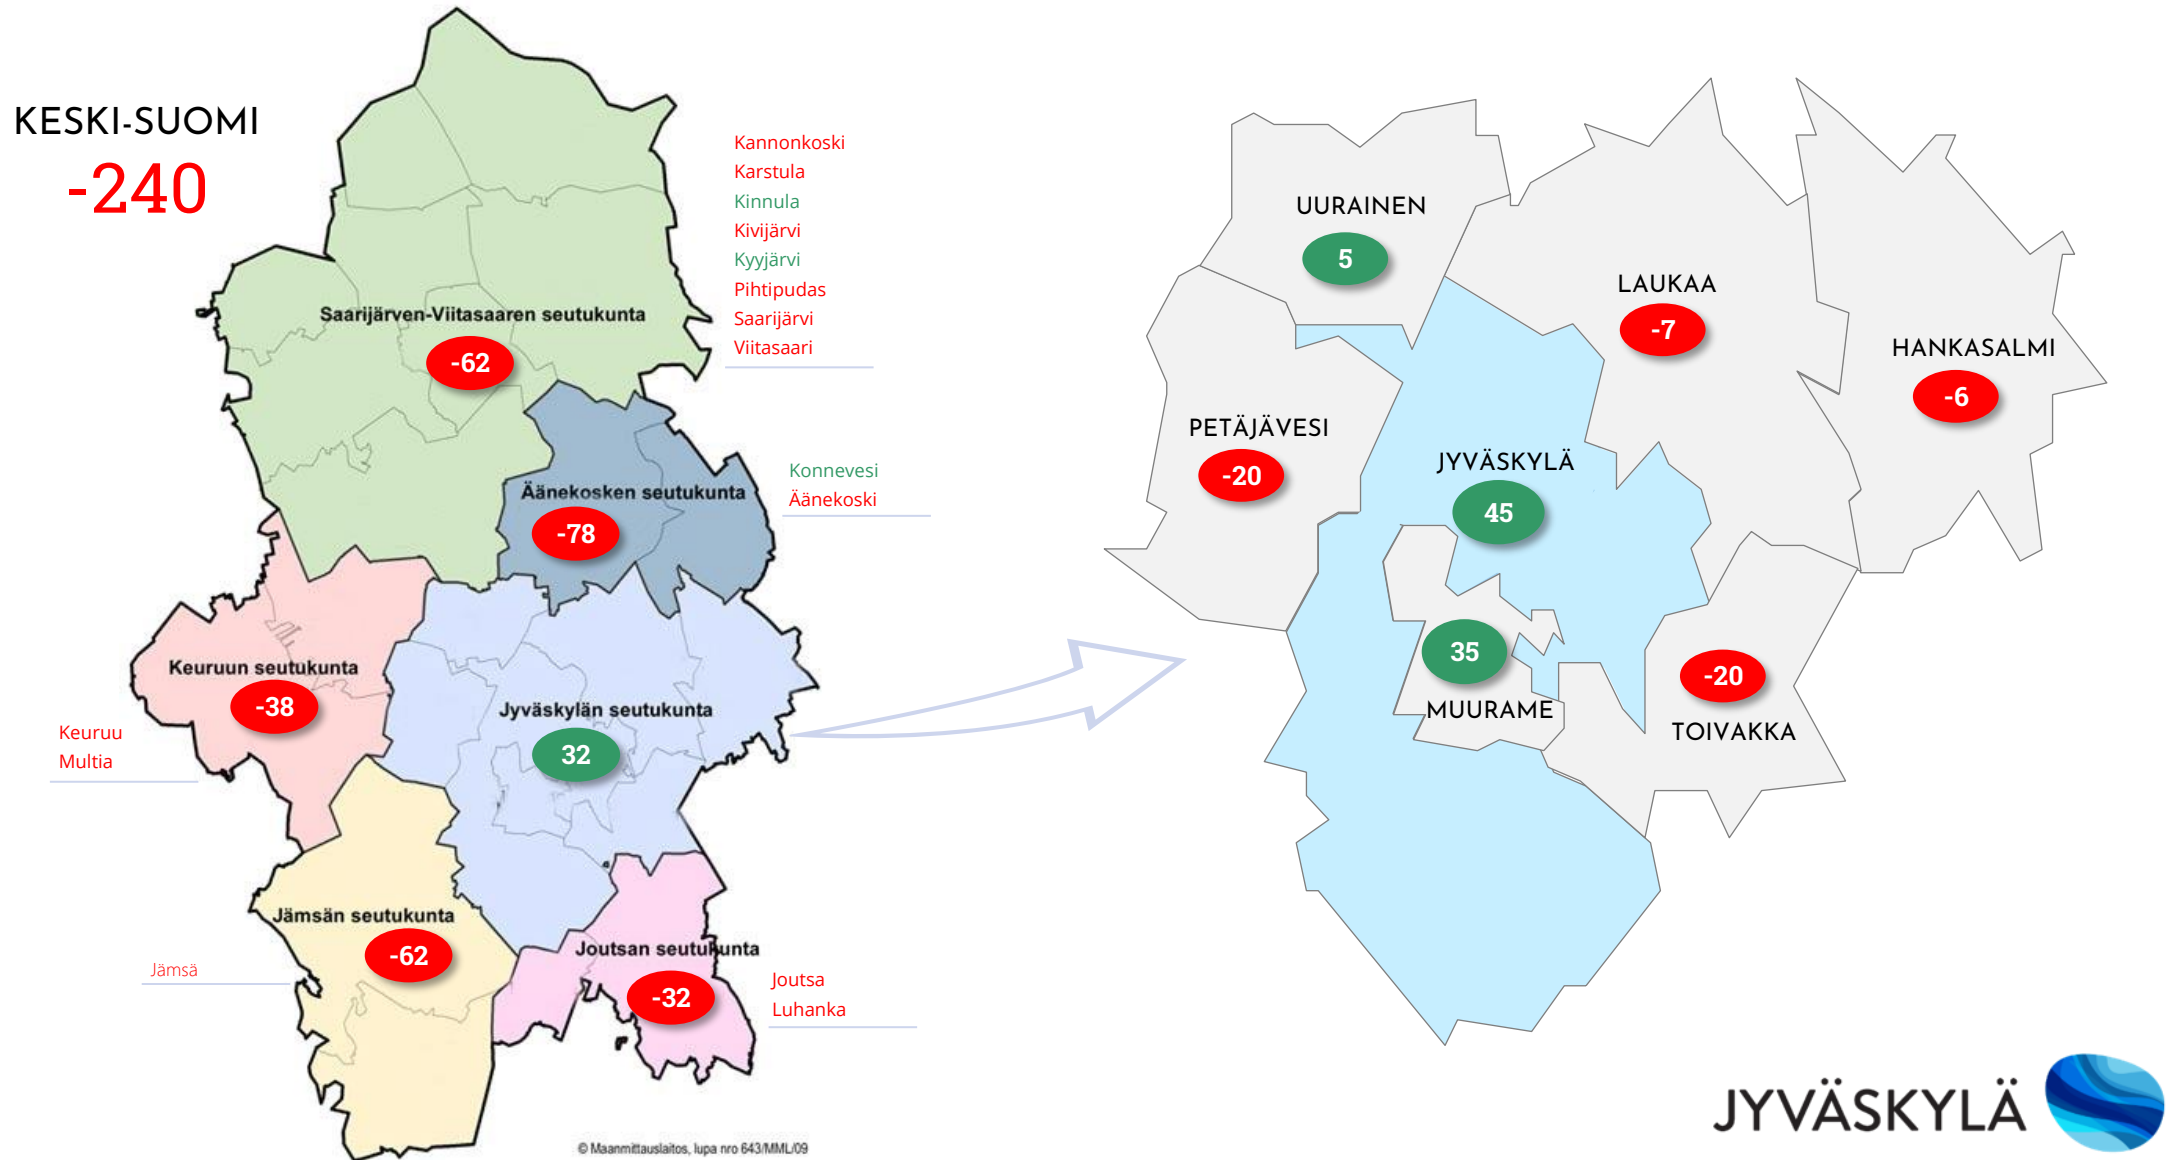 KESKI-SUOMI
-240
Kannonkoski
Karstula
Kinnula
Kivijärvi
Kyyjärvi
Pihtipudas
Saarijärvi
Viitasaari
Saarijärven-Viitasaaren seutukunta
-62
Konnevesi
Äänekoski
Äänekosken seutukunta
-78
Keuruun seutukunta
-38
Keuruu
Multia
Jyväskylän seutukunta
32
Jämsän seutukunta
-62
Jämsä
Joutsan seutukunta
-32
Joutsa
Luhanka
© Maanmittauslaitos, lupa nro 643/MML/09
UURAINEN
5
LAUKAA
-7
HANKASALMI
-6
PETÄJÄVESI
-20
JYVÄSKYLÄ
45
35
MUURAME
-20
TOIVAKKA
JYVÄSKYLÄ